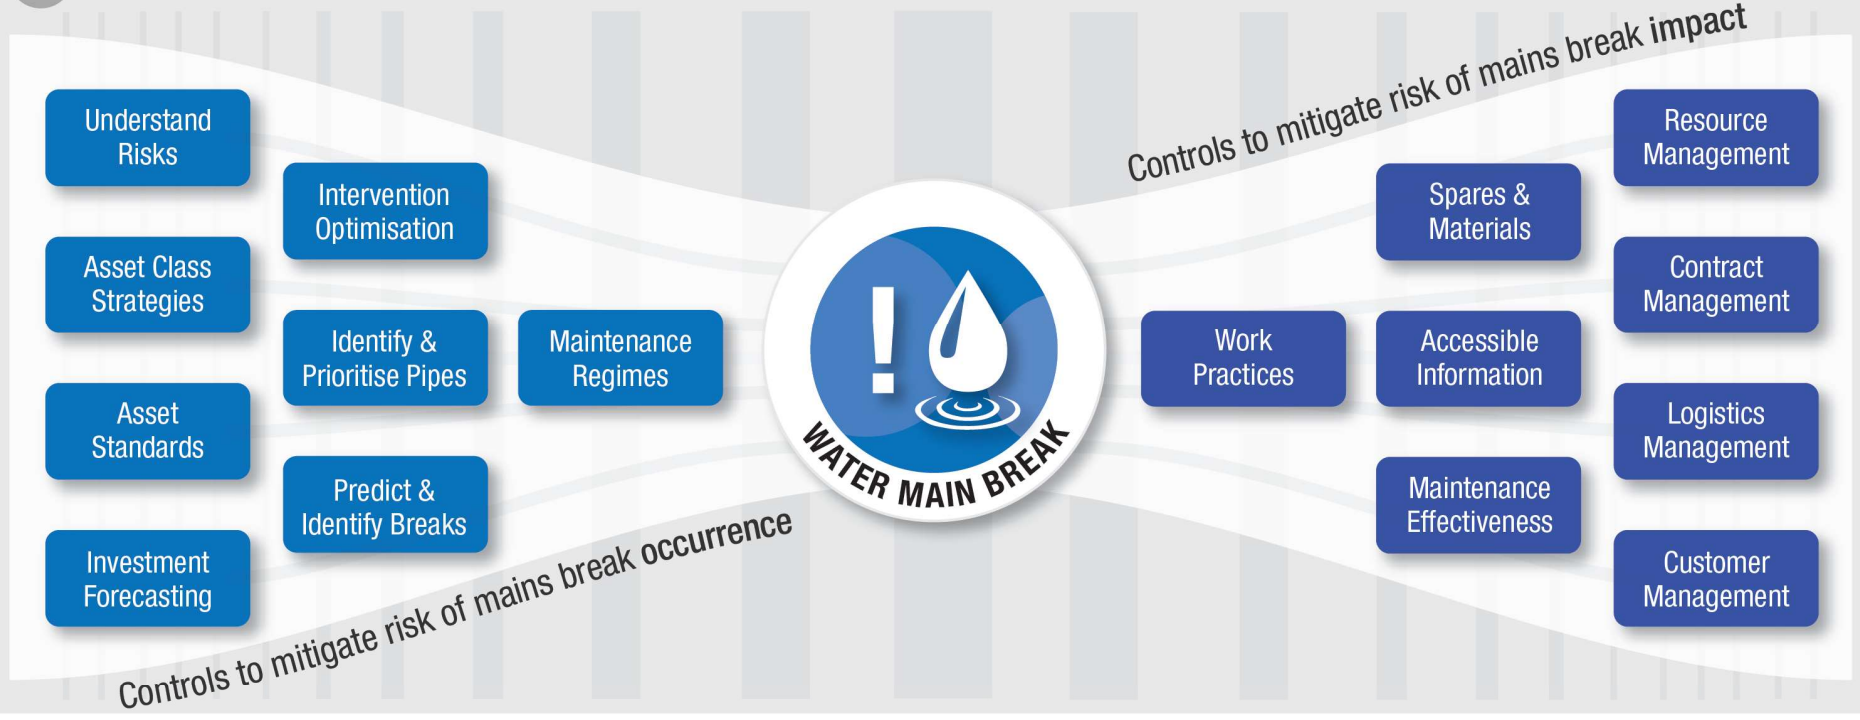 Understand
Risks
Asset Class
Strategies
Asset
Standards
Investment
Forecasting
Intervention
Optimisation
Identify &
Prioritise Pipes
Predict &
Identify Breaks
Maintenance
Regimes
Controls to mitigate risk of mains break occurrence
!
WATER MAIN BREAK
Controls to mitigate risk of mains break impact
Work
Practices
Spares &
Materials
Accessible
Information
Maintenance
Effectiveness
Resource
Management
Contract
Management
Logistics
Management
Customer
Management